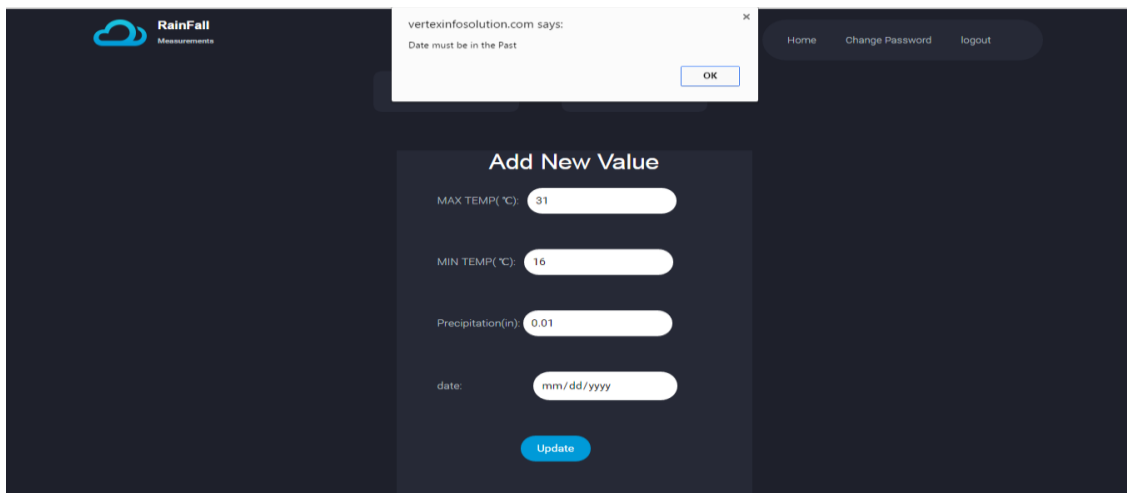 RainFall
Measurements
vertexinfosolution.com says:
×
Date must be in the Past
OK
Home Change Password logout
Add New Value
MAX TEMP( ℃): 31
MIN TEMP( ℃): 16
Precipitation(in): 0.01
date: mm/dd/yyyy
Update